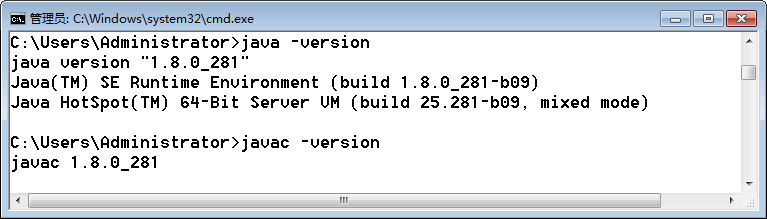 管理员: C:\Windows\system32\cmd.exe
C:\Users\Administrator>java -version
java version "1.8.0_281"
Java(TM) SE Runtime Environment (build 1.8.0_281-b09)
Java HotSpot(TM) 64-Bit Server VM (build 25.281-b09, mixed mode)
C:\Users\Administrator>javac -version
javac 1.8.0_281